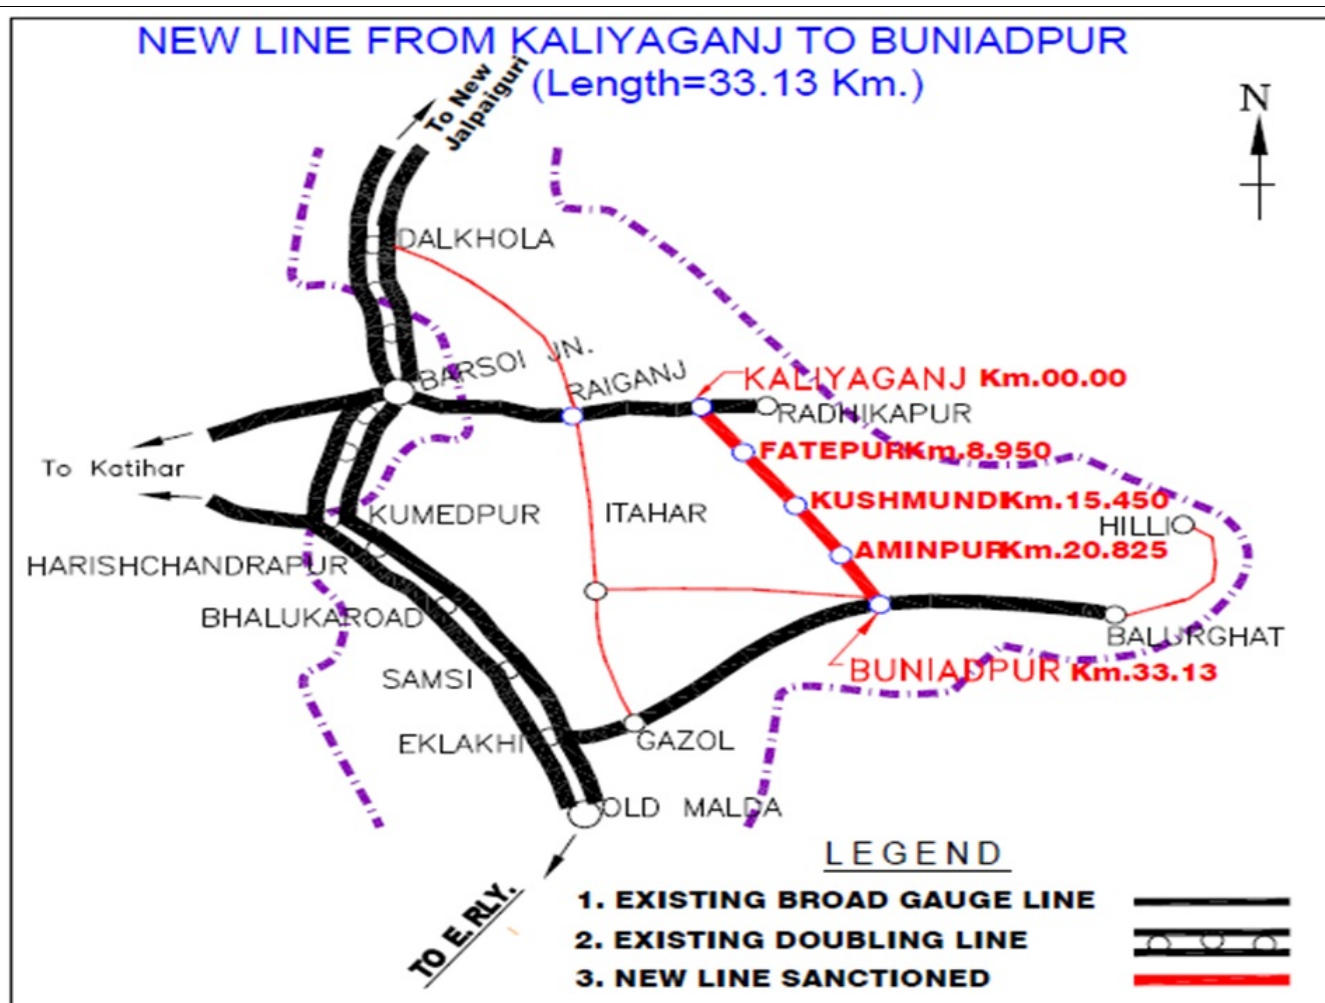 NEW LINE FROM KALIYAGANJ TO BUNIADPUR
(Length=33.13 Km.)
To New
Jalpaiguri
N
DALKHOLA
BARSOI JN.
RAIGANJ
KALIYAGANJ Km.00.00
RADHIKAPUR
To Katihar
FATEPUR Km.8.950
KUSHMUNDI Km.15.450
KUMEDPUR
ITAHAR
HILLI
AMINPUR Km.20.825
HARISHCHANDRAPUR
BHALUKAROAD
BALURGHAT
BUNIADPUR Km.33.13
SAMSI
EKLAKHI
GAZOL
OLD MALDA
TO E. RLY.
LEGEND
1. EXISTING BROAD GAUGE LINE
2. EXISTING DOUBLING LINE
3. NEW LINE SANCTIONED